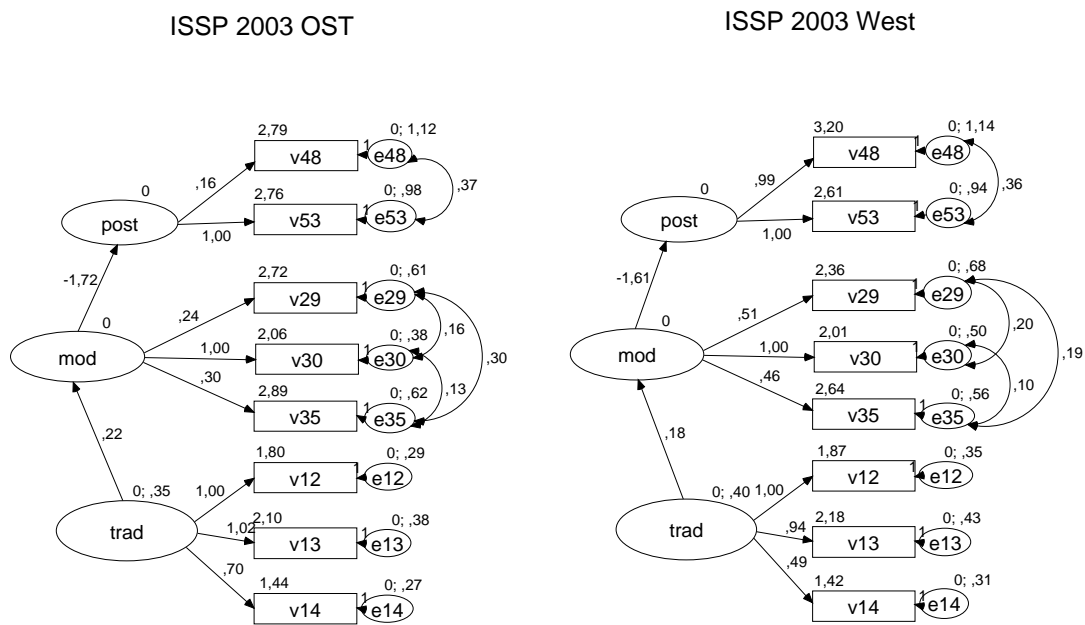 ISSP 2003 OST
2,79
0; 1,12
v48
1
e48
,16
,37
2,76
0; ,98
0
v53
1
e53
post
1,00
2,72
0; ,61
-1,72
v29
1
e29
0
,24
,16
2,06
0; ,38
mod
1,00
v30
1
e30
,30
,30
2,89
,13
0; ,62
v35
1
e35
,22
1,80
0; ,29
v12
1
e12
0; ,35
1,00
2,10
0; ,38
trad
1,02
v13
1
e13
,70
1,44
0; ,27
v14
1
e14
ISSP 2003 West
3,20
0; 1,14
v48
1
e48
,99
,36
2,61
0; ,94
0
v53
1
e53
post
1,00
2,36
0; ,68
-1,61
v29
1
e29
0
,51
,20
2,01
0; ,50
mod
1,00
v30
1
e30
,19
,46
2,64
,10
0; ,56
v35
1
e35
,18
1,87
0; ,35
v12
1
e12
0; ,40
1,00
2,18
0; ,43
trad
,94
v13
1
e13
,49
1,42
0; ,31
v14
1
e14